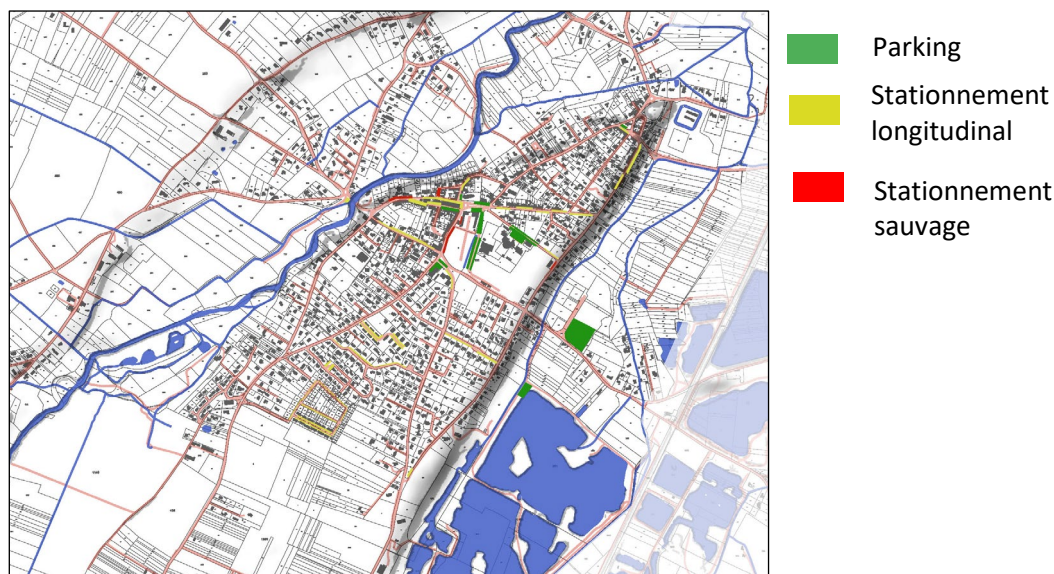 Parking
Stationnement
longitudinal
Stationnement
sauvage